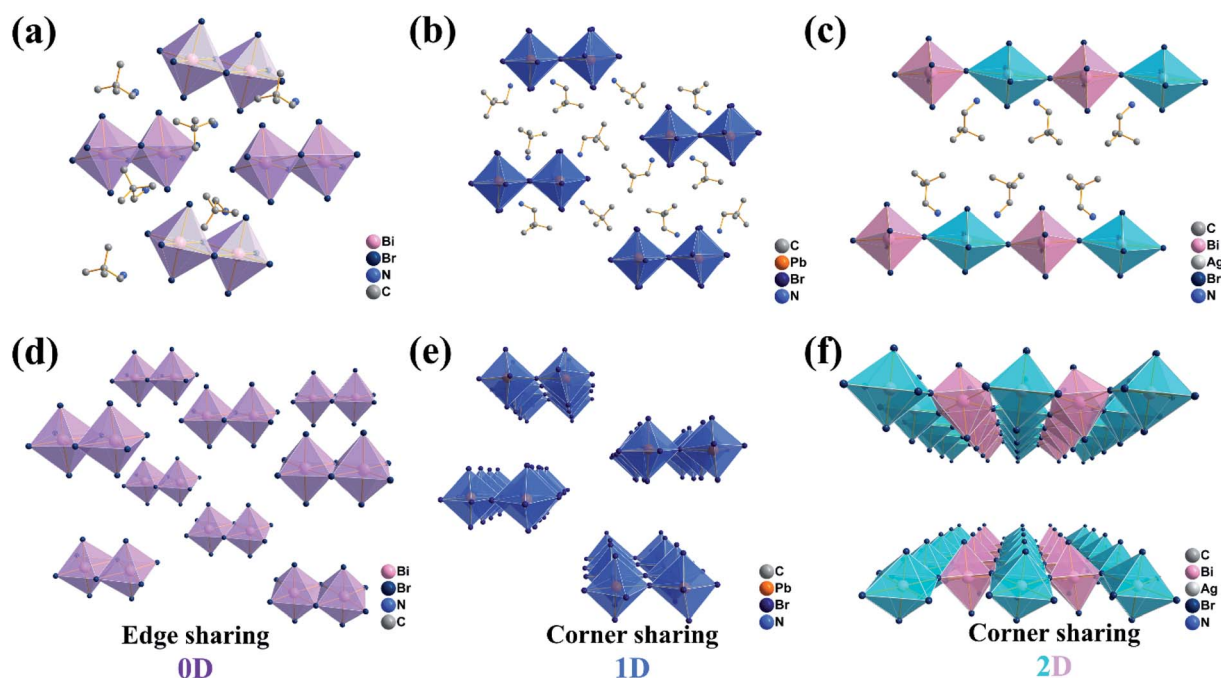 (a)
Bi
Br
N
C
(b)
C
Pb
Br
N
(c)
C
Bi
Ag
Br
N
(d)
Bi
Br
N
C
Edge sharing
0D
(e)
C
Pb
Br
N
Corner sharing
1D
(f)
C
Bi
Ag
Br
N
Corner sharing
2D